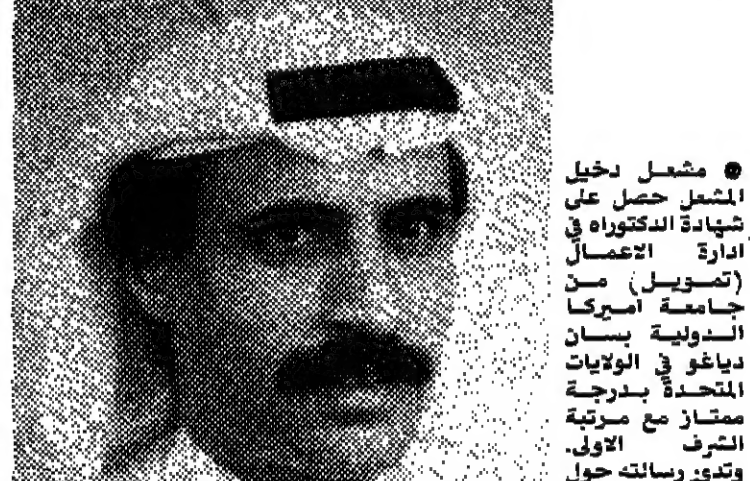 ● مشعل دخيل
المشعل حصل على
شهادة الدكتوراه في
ادارة الاعمال
(تمويل) من
جامعة اميركا
الدولية بسان
دياغو في الولايات
المتحدة بدرجة
ممتاز مع مرتبة
الشرف الاولى.
وتدور رسالته حول